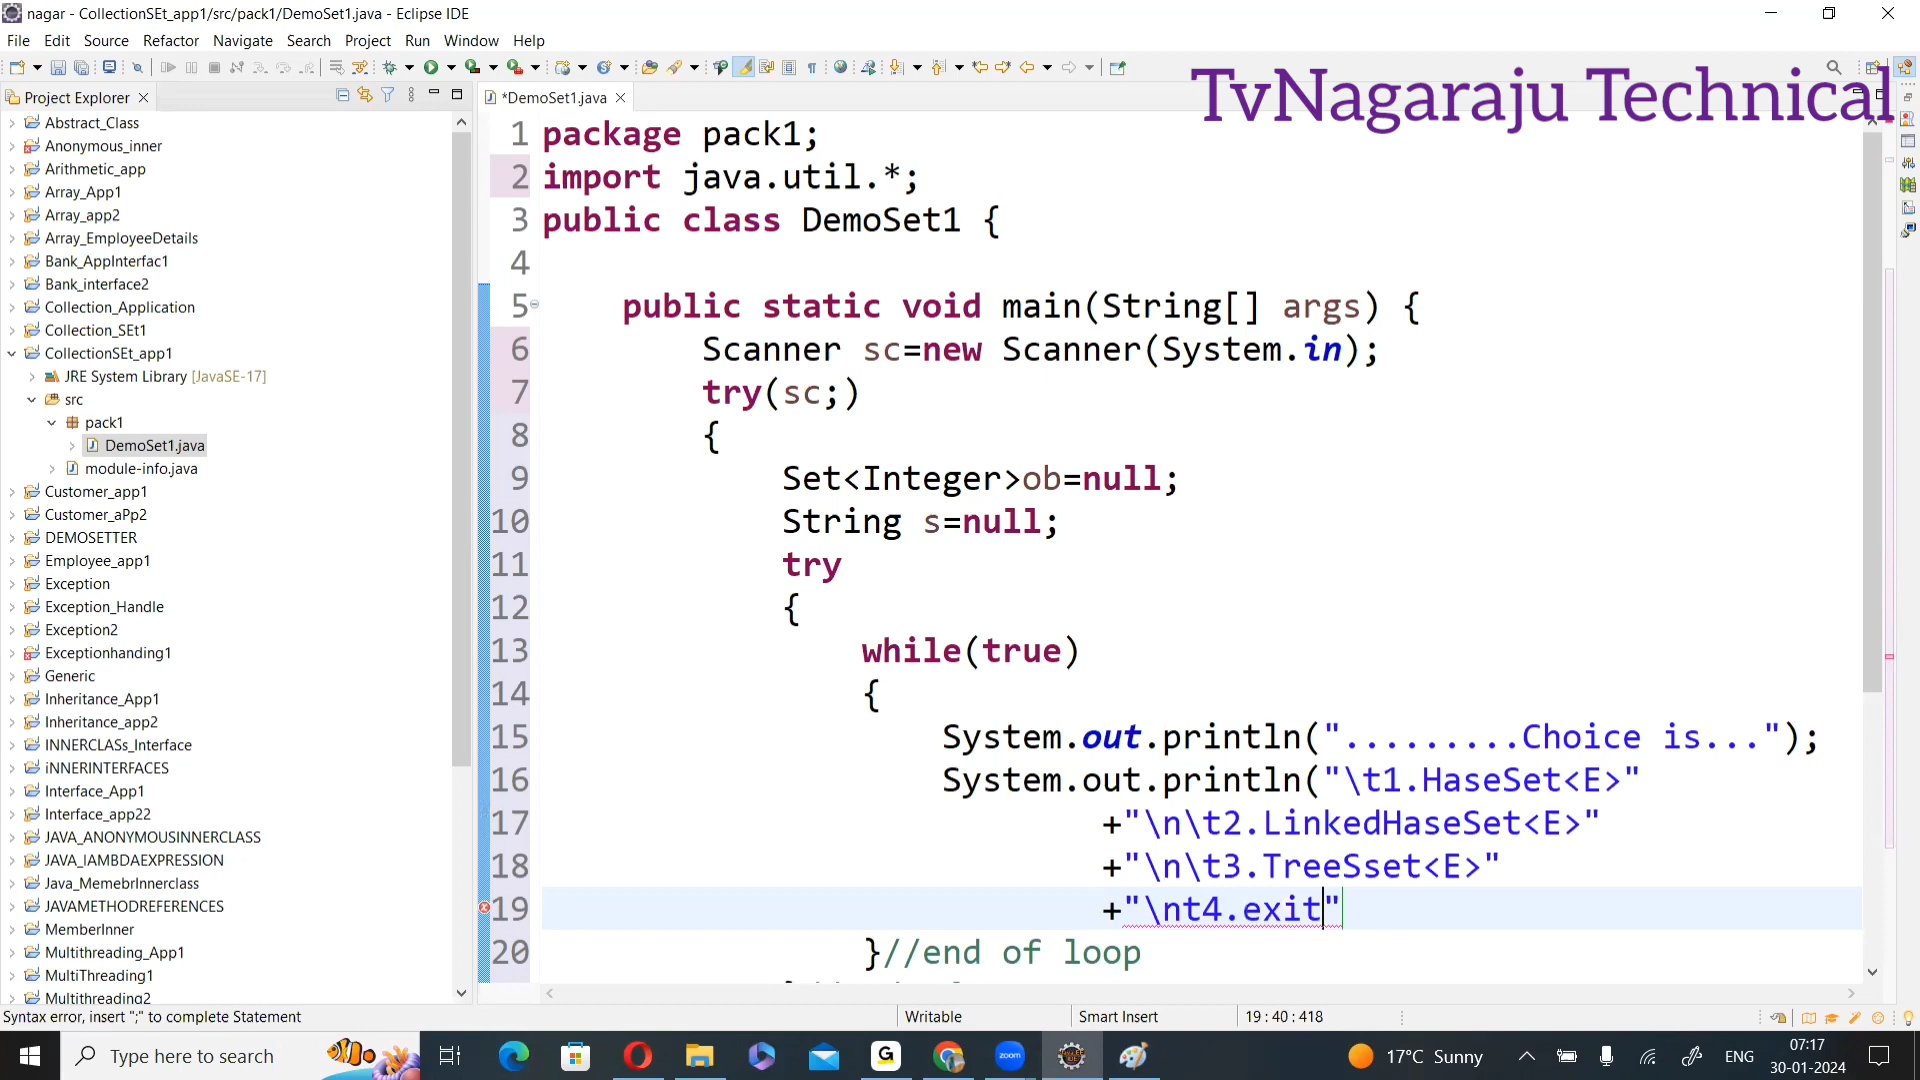 nagar - CollectionSEt_app1/src/pack1/DemoSet1.java - Eclipse IDE
File Edit Source Refactor Navigate Search Project Run Window Help
TvNagaraju Technical
Project Explorer
*DemoSet1.java
Abstract_Class
Anonymous_inner
Arithmetic_app
Array_App1
Array_app2
Array_EmployeeDetails
Bank_AppInterfac1
Bank_interface2
Collection_Application
Collection_SEt1
CollectionSEt_app1
JRE System Library [JavaSE-17]
src
pack1
DemoSet1.java
module-info.java
Customer_app1
Customer_aPp2
DEMOSETTER
Employee_app1
Exception
Exception_Handle
Exception2
Exceptionhanding1
Generic
Inheritance_App1
Inheritance_app2
INNERCLASs_Interface
iNNERINTERFACES
Interface_App1
Interface_app22
JAVA_ANONYMOUSINNERCLASS
JAVA_lAMBDAEXPRESSION
Java_MemebrInnerclass
JAVAMETHODREFERENCES
MemberInner
Multithreading_App1
MultiThreading1
Multithreading2
1 package pack1;
2 import java.util.*;
3 public class DemoSet1 {
4
5 public static void main(String[] args) {
6 Scanner sc=new Scanner(System.in);
7 try(sc;)
8 {
9 Set<Integer>ob=null;
10 String s=null;
11 try
12 {
13 while(true)
14 {
15 System.out.println(".........Choice is...");
16 System.out.println("\t1.HaseSet<E>"
17 +"\n\t2.LinkedHaseSet<E>"
18 +"\n\t3.TreeSset<E>"
19 +"\nt4.exit"
20 }//end of loop
Syntax error, insert ";" to complete Statement
Writable
Smart Insert
19 : 40 : 418
Type here to search
zoom
17°C Sunny
ENG
07:17
30-01-2024